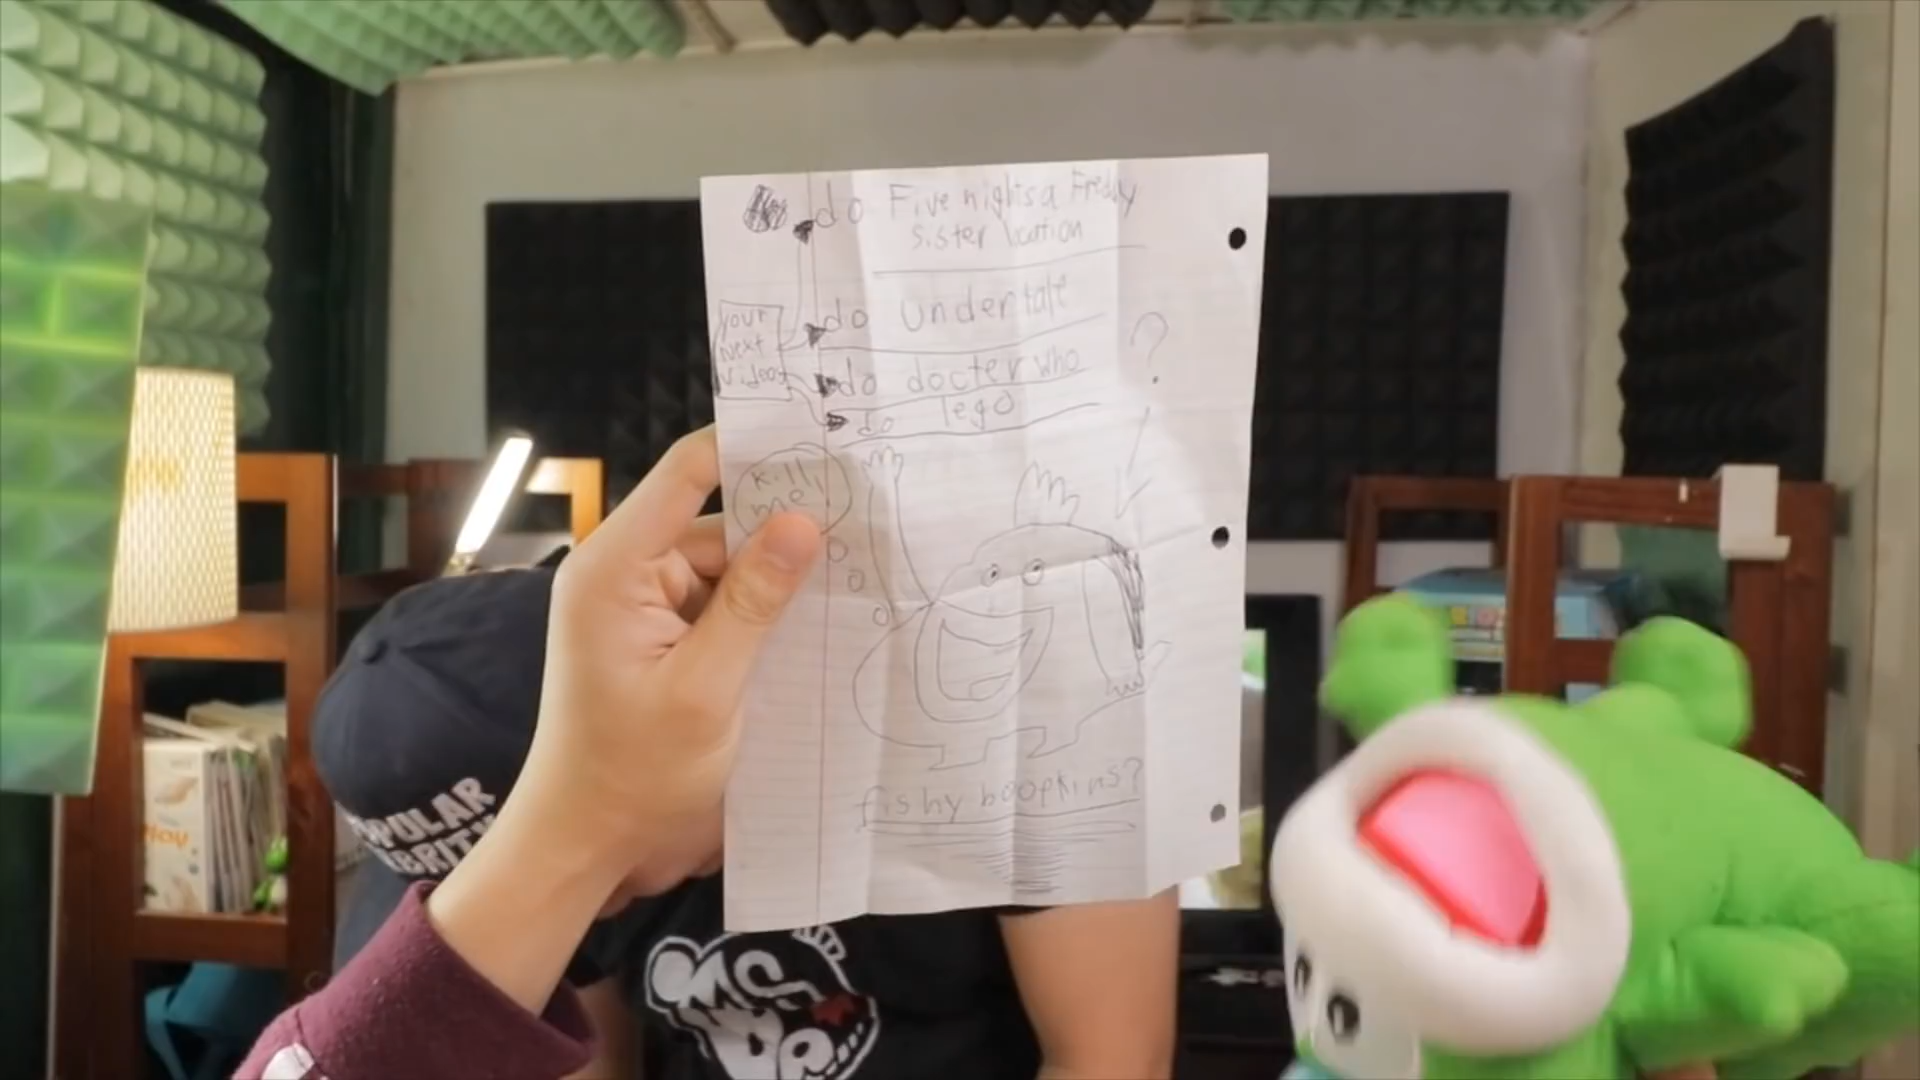 do Five nights a Freddy
sister location
do undertale
your
next
videos
do docter who
do lego
?
kill
me
fishy boopkins?
POPULAR